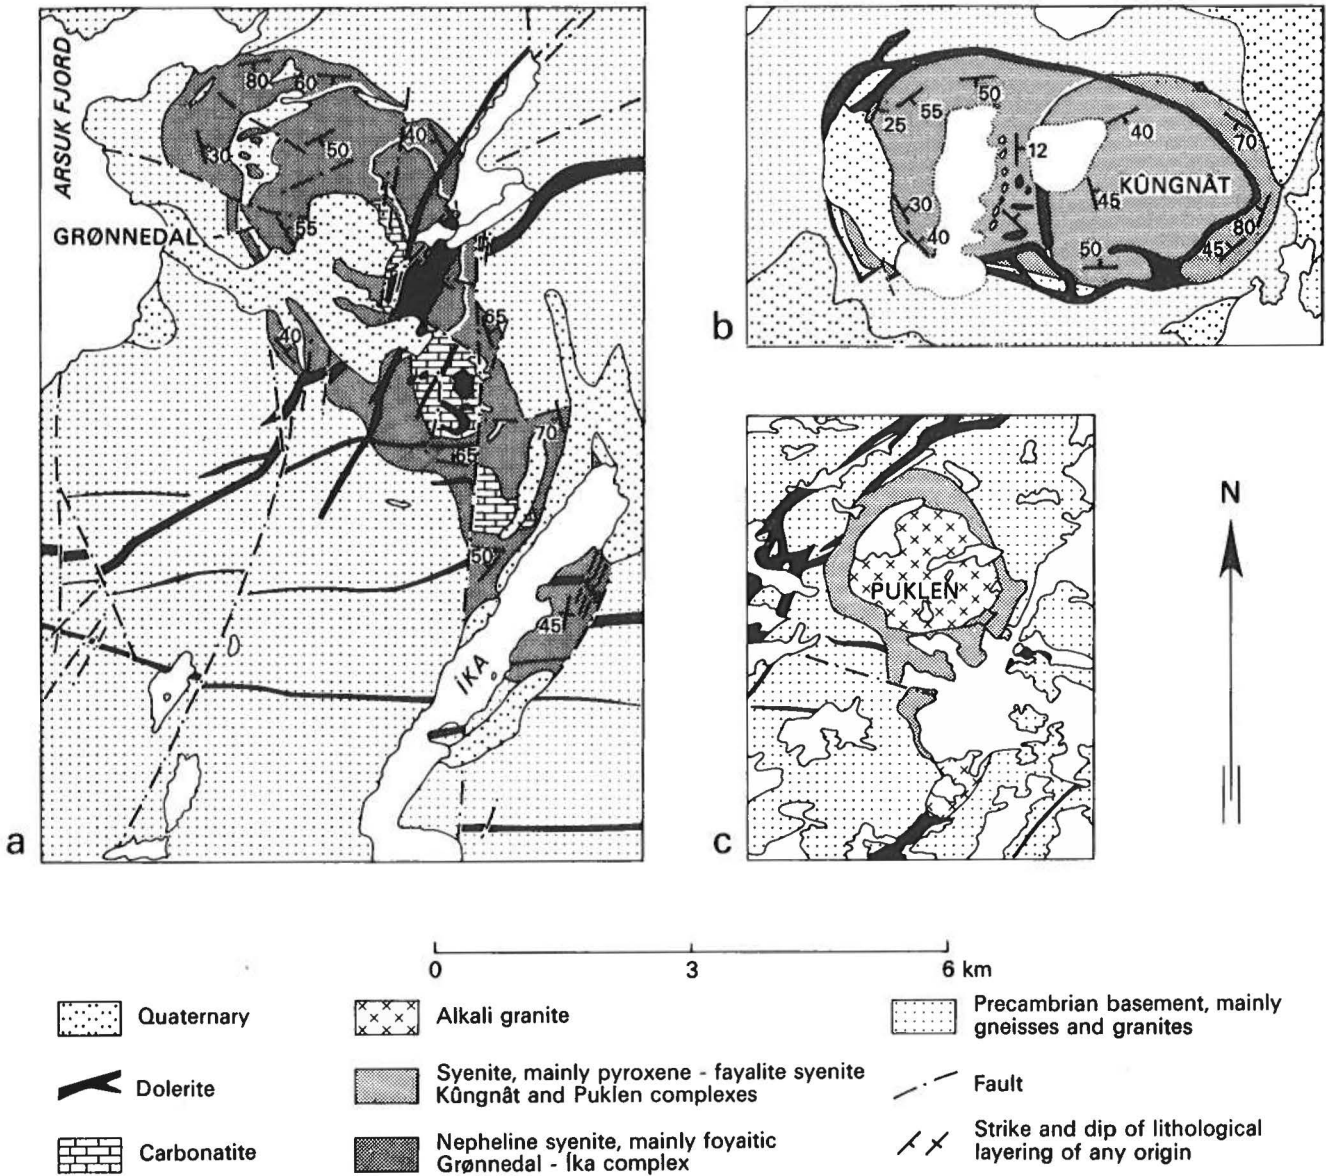 ARSUK FJORD
80
60
40
30
50
GRØNNEDAL
55
65
40
70
65
50
45
ÍKA
a
50
55
25
40
70
12
KÛNGNÂT
30
45
80
40
50
45
b
PUKLEN
c
N
0 3 6 km
Quaternary
Dolerite
Carbonatite
Alkali granite
Syenite, mainly pyroxene - fayalite syenite
Kûngnât and Puklen complexes
Nepheline syenite, mainly foyaitic
Grønnedal - Íka complex
Precambrian basement, mainly
gneisses and granites
Fault
Strike and dip of lithological
layering of any origin